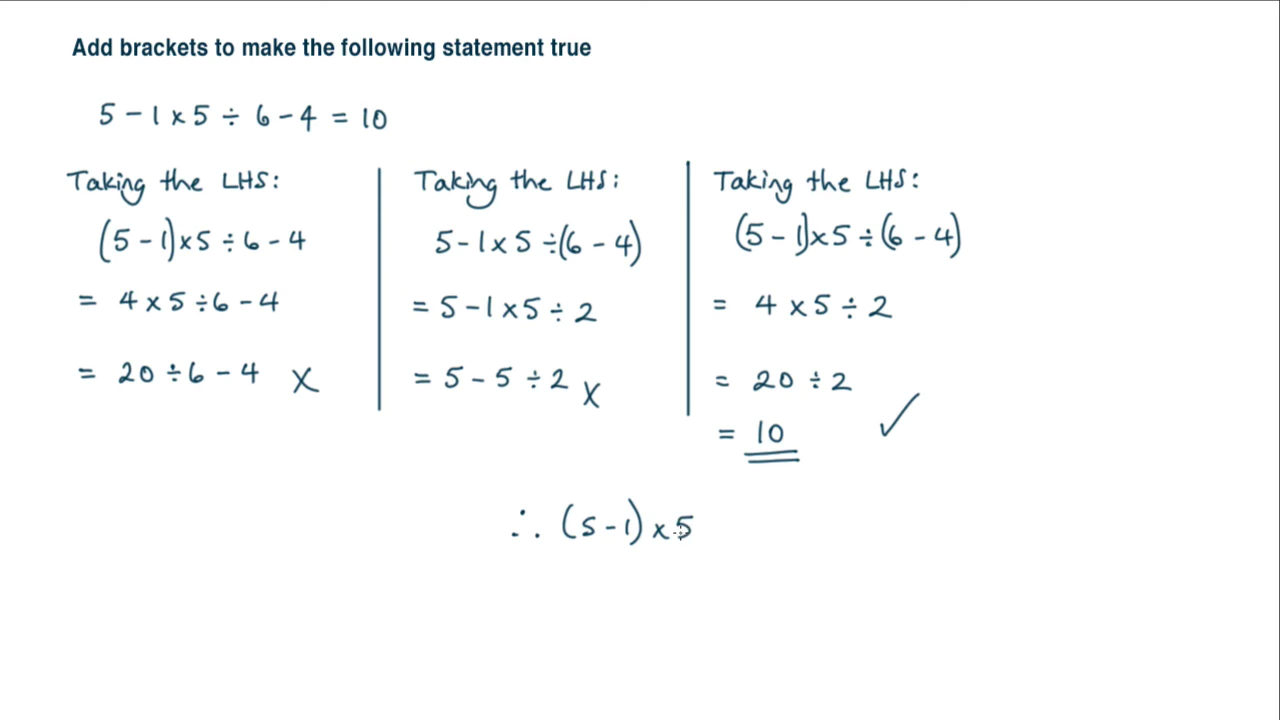 Add brackets to make the following statement true
5 - 1 × 5 ÷ 6 - 4 = 10
Taking the LHS:
(5 - 1) × 5 ÷ 6 - 4
= 4 × 5 ÷ 6 - 4
= 20 ÷ 6 - 4 X
Taking the LHS:
5 - 1 × 5 ÷ (6 - 4)
= 5 - 1 × 5 ÷ 2
= 5 - 5 ÷ 2 X
Taking the LHS:
(5 - 1) × 5 ÷ (6 - 4)
= 4 × 5 ÷ 2
= 20 ÷ 2
= 10 ✓
∴ (5 - 1) × 5